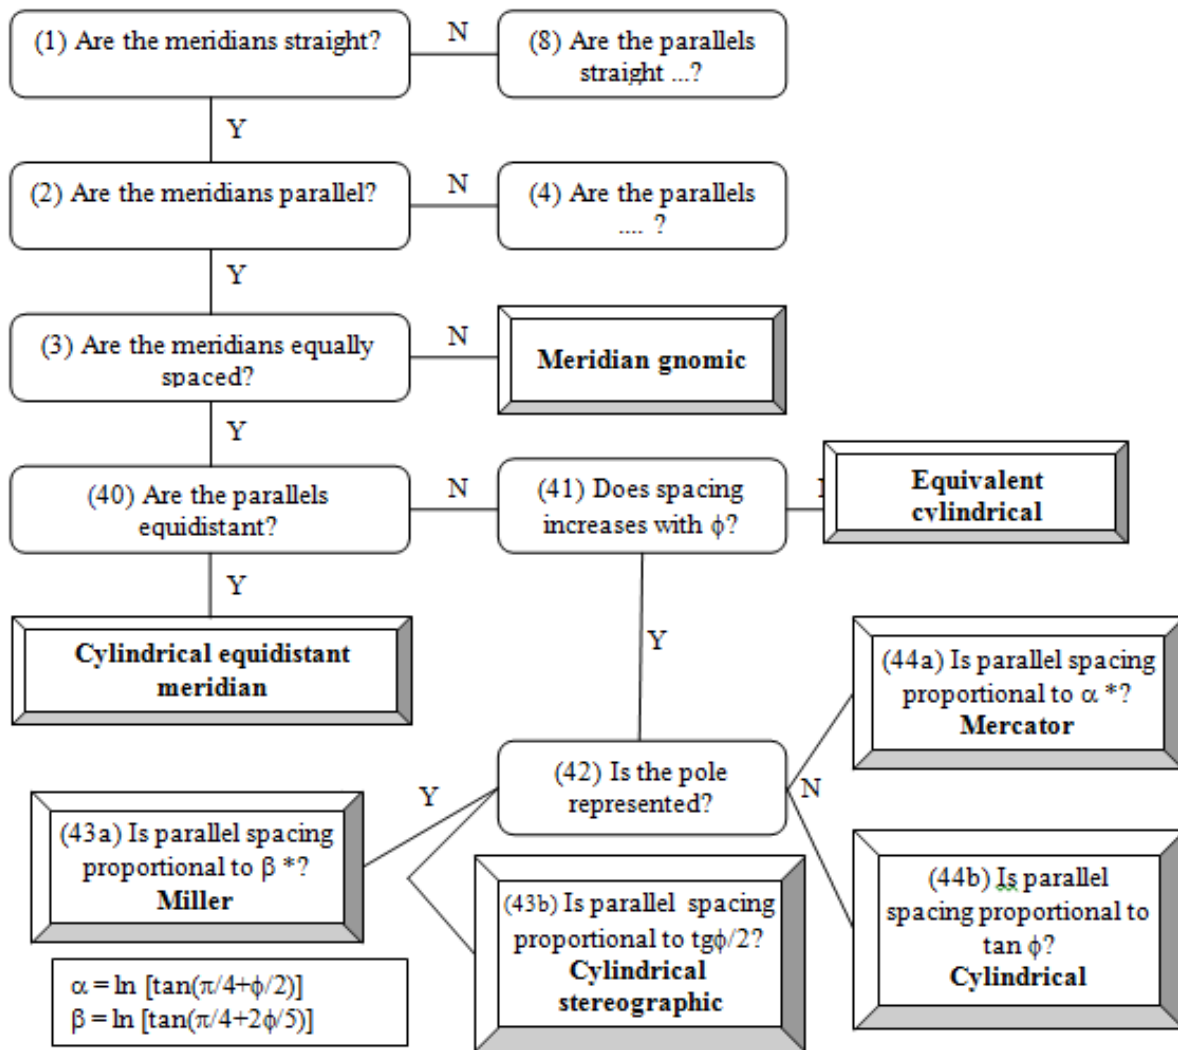 (1) Are the meridians straight?
N
(8) Are the parallels
straight ...?
Y
(2) Are the meridians parallel?
N
(4) Are the parallels
.... ?
Y
(3) Are the meridians equally
spaced?
N
Meridian gnomic
Y
(40) Are the parallels
equidistant?
N
(41) Does spacing
increases with ϕ?
Equivalent
cylindrical
Y
Cylindrical equidistant
meridian
Y
(44a) Is parallel spacing
proportional to α *?
Mercator
(42) Is the pole
represented?
Y
N
(43a) Is parallel spacing
proportional to β *?
Miller
(43b) Is parallel spacing
proportional to tgϕ/2?
Cylindrical
stereographic
(44b) Is parallel
spacing proportional to
tan ϕ?
Cylindrical
α = ln [tan(π/4+ϕ/2)]
β = ln [tan(π/4+2ϕ/5)]